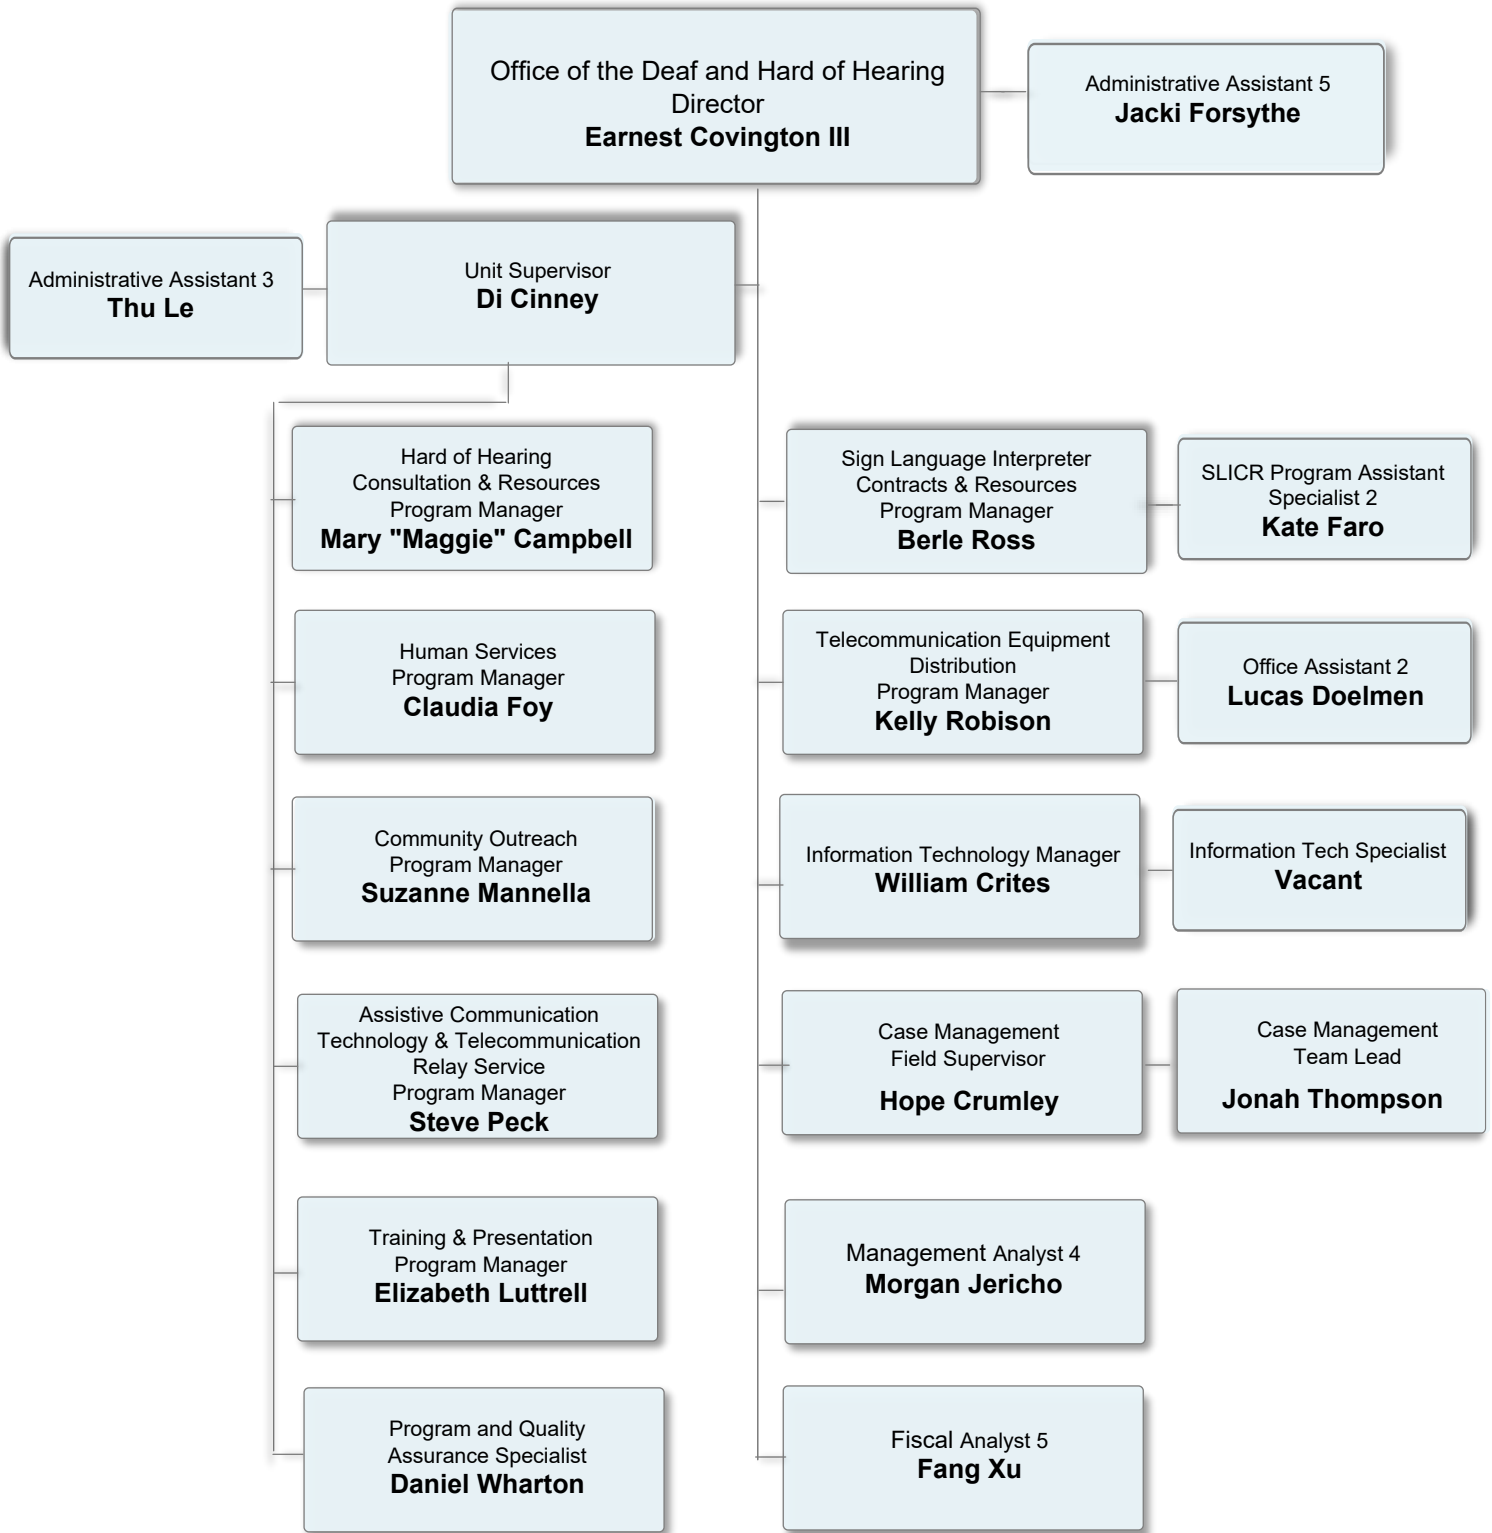 Office of the Deaf and Hard of Hearing
Director
Earnest Covington III
Administrative Assistant 5
Jacki Forsythe
Administrative Assistant 3
Thu Le
Unit Supervisor
Di Cinney
Hard of Hearing
Consultation & Resources
Program Manager
Mary "Maggie" Campbell
Sign Language Interpreter
Contracts & Resources
Program Manager
Berle Ross
SLICR Program Assistant
Specialist 2
Kate Faro
Human Services
Program Manager
Claudia Foy
Telecommunication Equipment
Distribution
Program Manager
Kelly Robison
Office Assistant 2
Lucas Doelmen
Community Outreach
Program Manager
Suzanne Mannella
Information Technology Manager
William Crites
Information Tech Specialist
Vacant
Assistive Communication
Technology & Telecommunication
Relay Service
Program Manager
Steve Peck
Case Management
Field Supervisor
Hope Crumley
Case Management
Team Lead
Jonah Thompson
Training & Presentation
Program Manager
Elizabeth Luttrell
Management Analyst 4
Morgan Jericho
Program and Quality
Assurance Specialist
Daniel Wharton
Fiscal Analyst 5
Fang Xu